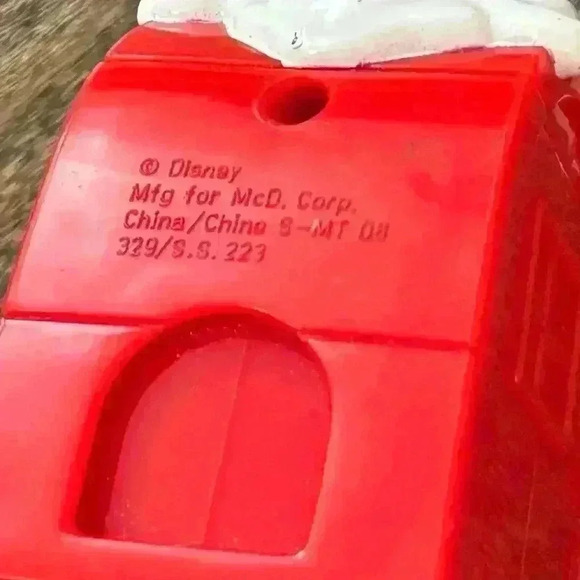 © Disney
Mfg for McD. Corp.
China/Chine S-MT 08
329/S.S. 223